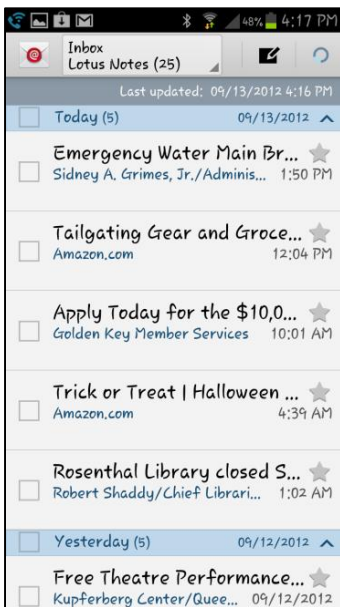 48% 4:17 PM
Inbox
Lotus Notes (25)
Last updated: 09/13/2012 4:16 PM
Today (5) 09/13/2012
Emergency Water Main Br...
Sidney A. Grimes, Jr./Adminis... 1:50 PM
Tailgating Gear and Groce...
Amazon.com 12:04 PM
Apply Today for the $10,0...
Golden Key Member Services 10:01 AM
Trick or Treat | Halloween ...
Amazon.com 4:39 AM
Rosenthal Library closed S...
Robert Shaddy/Chief Librari... 1:02 AM
Yesterday (5) 09/12/2012
Free Theatre Performance...
Kupferberg Center/Quee... 09/12/2012